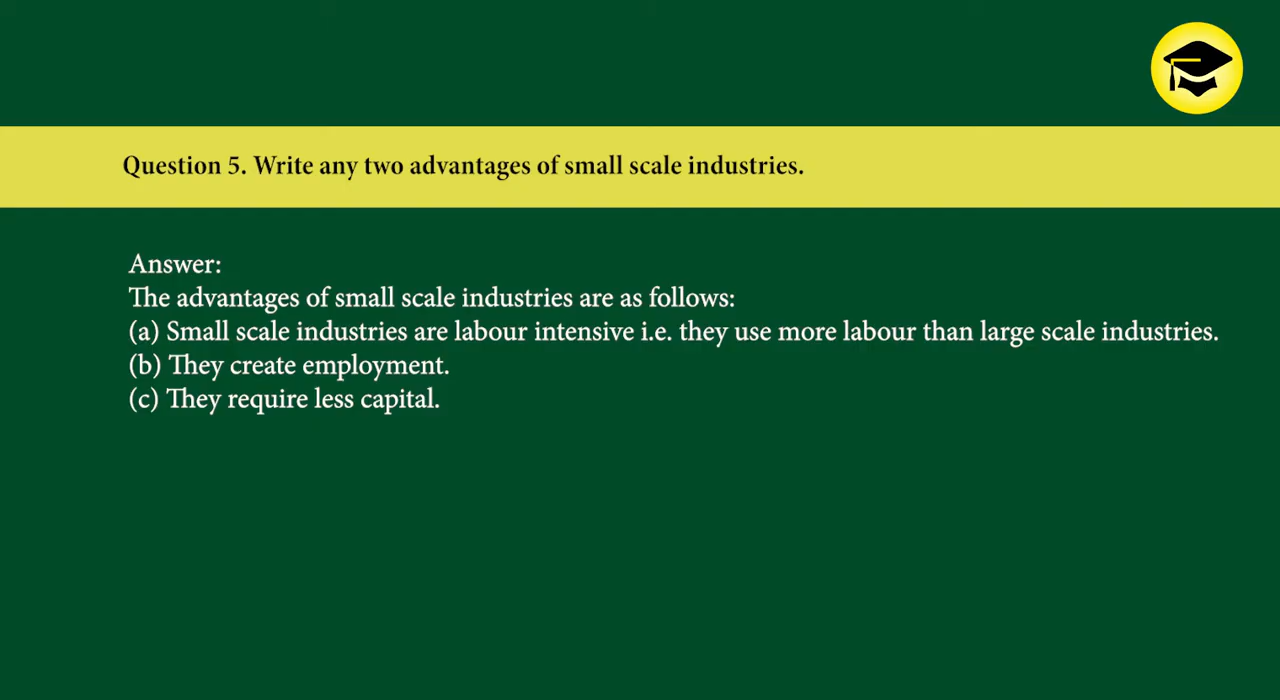 Question 5. Write any two advantages of small scale industries.
Answer:
The advantages of small scale industries are as follows:
(a) Small scale industries are labour intensive i.e. they use more labour than large scale industries.
(b) They create employment.
(c) They require less capital.